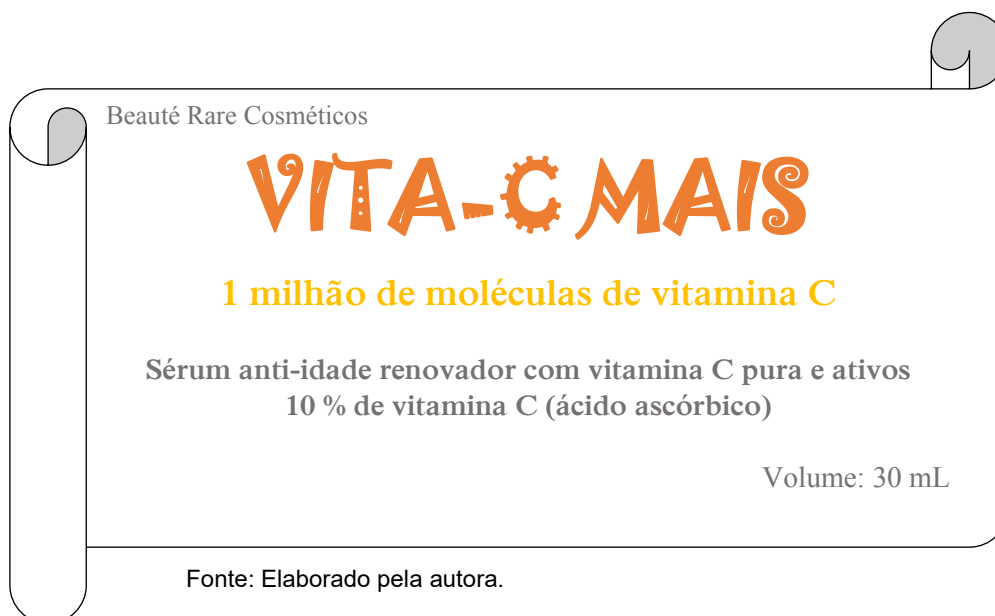 Beauté Rare Cosméticos
VITA-C MAIS
1 milhão de moléculas de vitamina C
Sérum anti-idade renovador com vitamina C pura e ativos
10 % de vitamina C (ácido ascórbico)
Volume: 30 mL
Fonte: Elaborado pela autora.